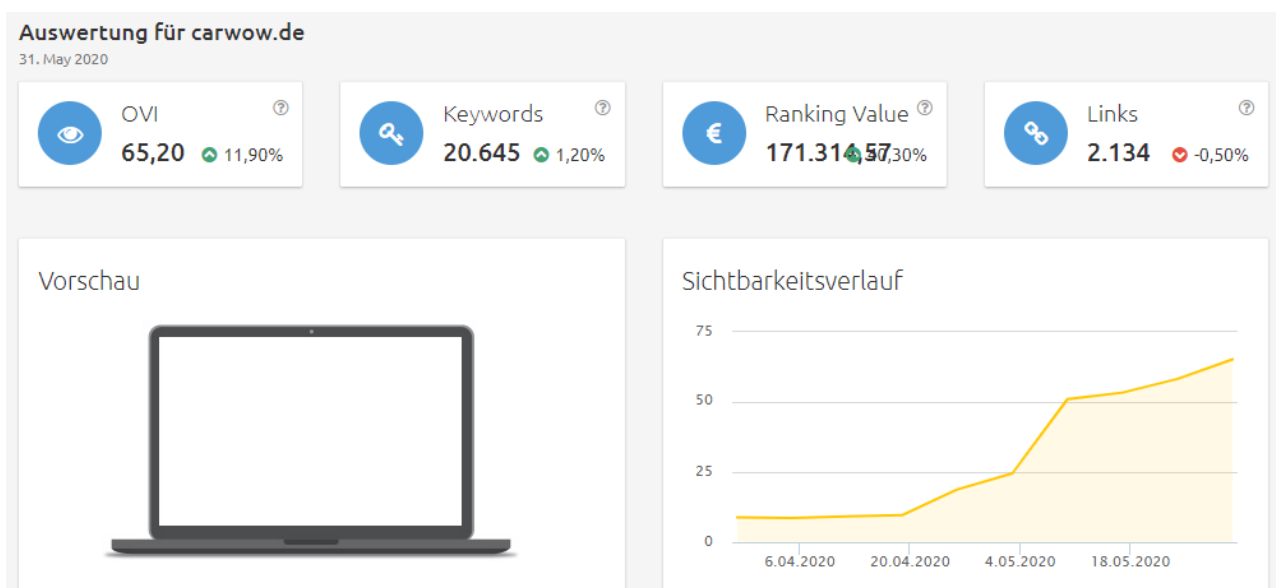 Auswertung für carwow.de
31. May 2020
OVI
65,20 11,90%
Keywords
20.645 1,20%
Ranking Value
171.314,57 40,30%
Links
2.134 -0,50%
Vorschau
Sichtbarkeitsverlauf
75
50
25
0
6.04.2020 20.04.2020 4.05.2020 18.05.2020